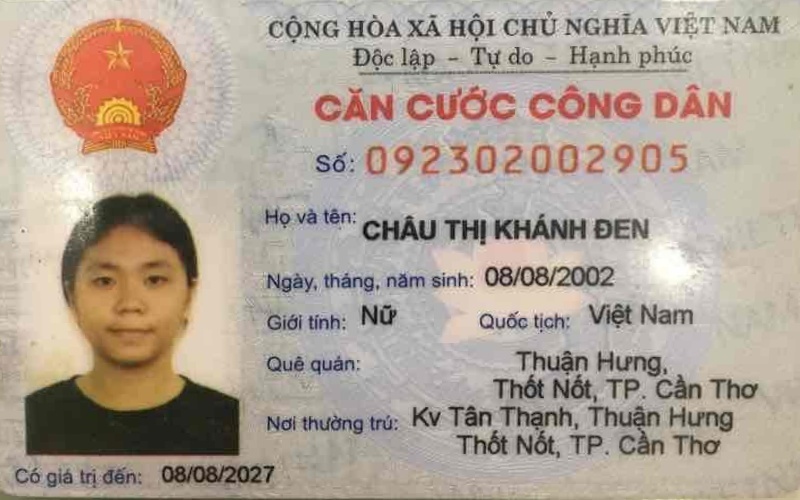 CỘNG HÒA XÃ HỘI CHỦ NGHĨA VIỆT NAM
Độc lập - Tự do - Hạnh phúc
CĂN CƯỚC CÔNG DÂN
Số: 092302002905
Họ và tên: CHÂU THỊ KHÁNH ĐEN
Ngày, tháng, năm sinh: 08/08/2002
Giới tính: Nữ Quốc tịch: Việt Nam
Quê quán: Thuận Hưng,
Thốt Nốt, TP. Cần Thơ
Nơi thường trú: Kv Tân Thạnh, Thuận Hưng
Thốt Nốt, TP. Cần Thơ
Có giá trị đến: 08/08/2027